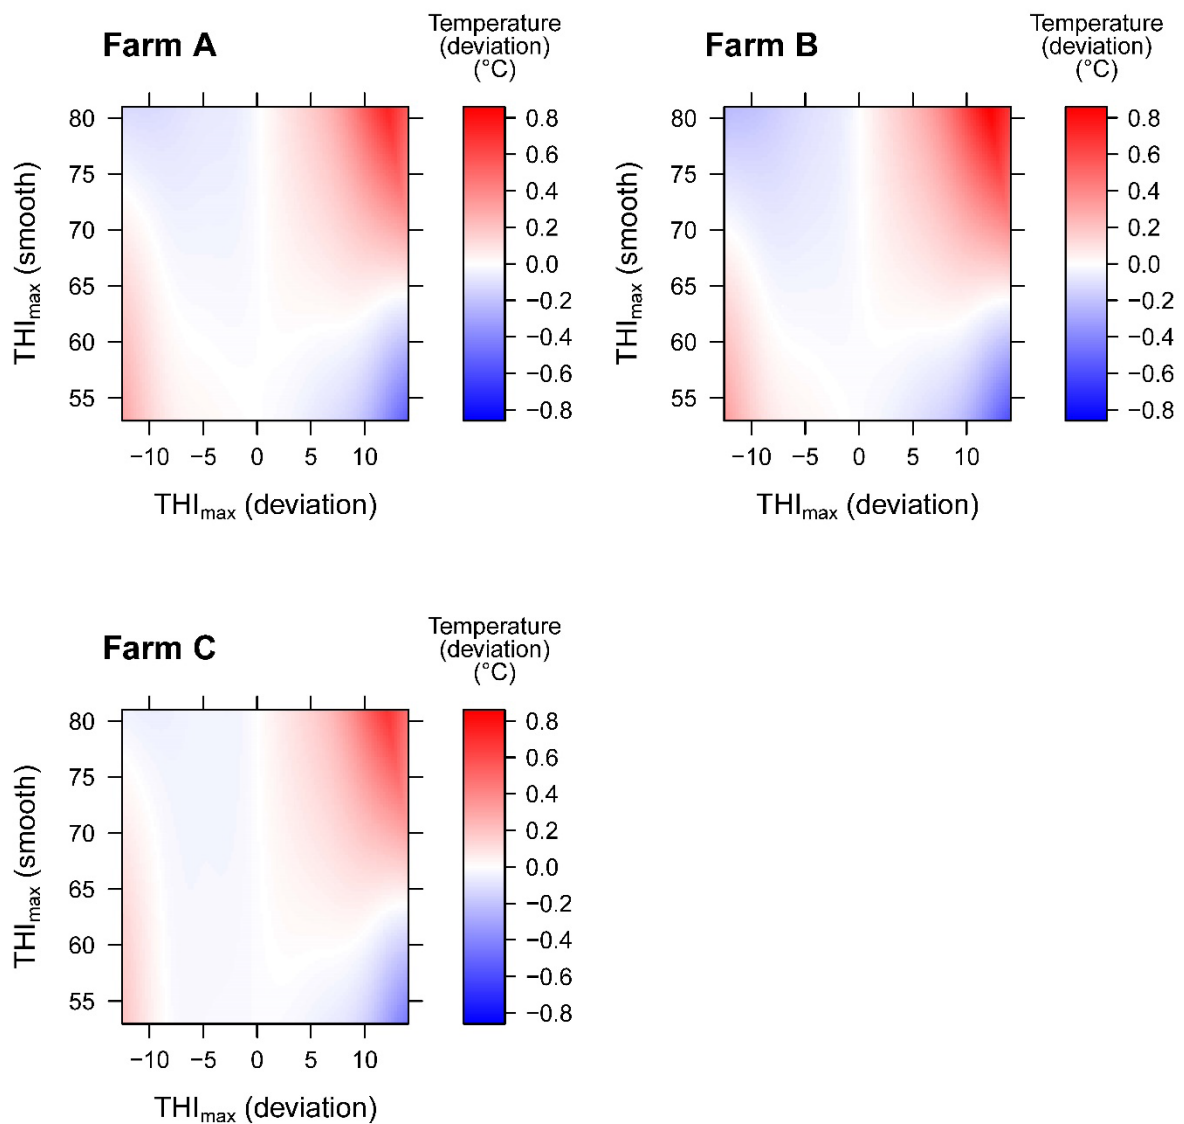 Farm A
Temperature
(deviation)
(°C)
80
75
70
65
60
55
THImax (smooth)
−10 −5 0 5 10
THImax (deviation)
0.8
0.6
0.4
0.2
0.0
−0.2
−0.4
−0.6
−0.8
Farm B
Temperature
(deviation)
(°C)
80
75
70
65
60
55
THImax (smooth)
−10 −5 0 5 10
THImax (deviation)
0.8
0.6
0.4
0.2
0.0
−0.2
−0.4
−0.6
−0.8
Farm C
Temperature
(deviation)
(°C)
80
75
70
65
60
55
THImax (smooth)
−10 −5 0 5 10
THImax (deviation)
0.8
0.6
0.4
0.2
0.0
−0.2
−0.4
−0.6
−0.8